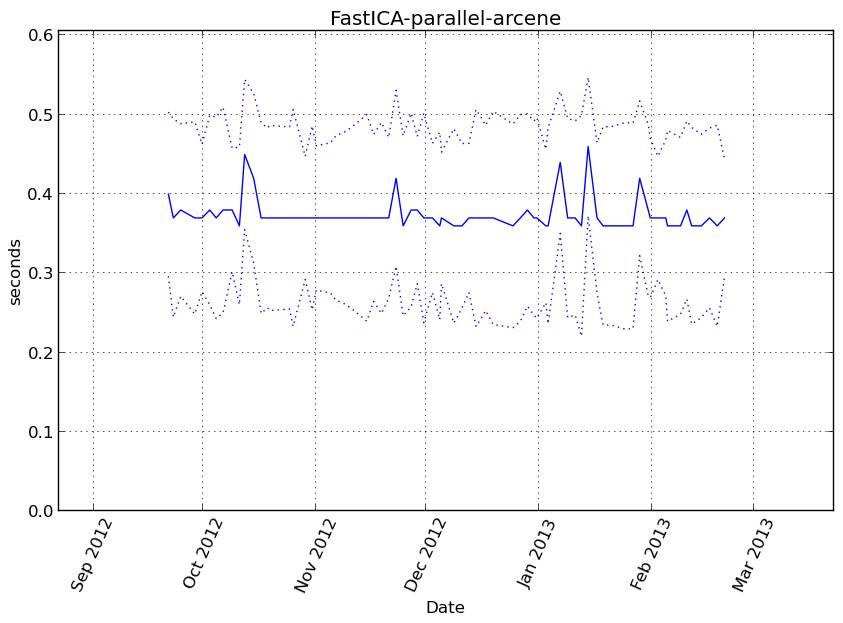 FastICA-parallel-arcene
0.6
0.5
0.4
0.3
0.2
0.1
0.0
seconds
Sep 2012
Oct 2012
Nov 2012
Dec 2012
Jan 2013
Feb 2013
Mar 2013
Date